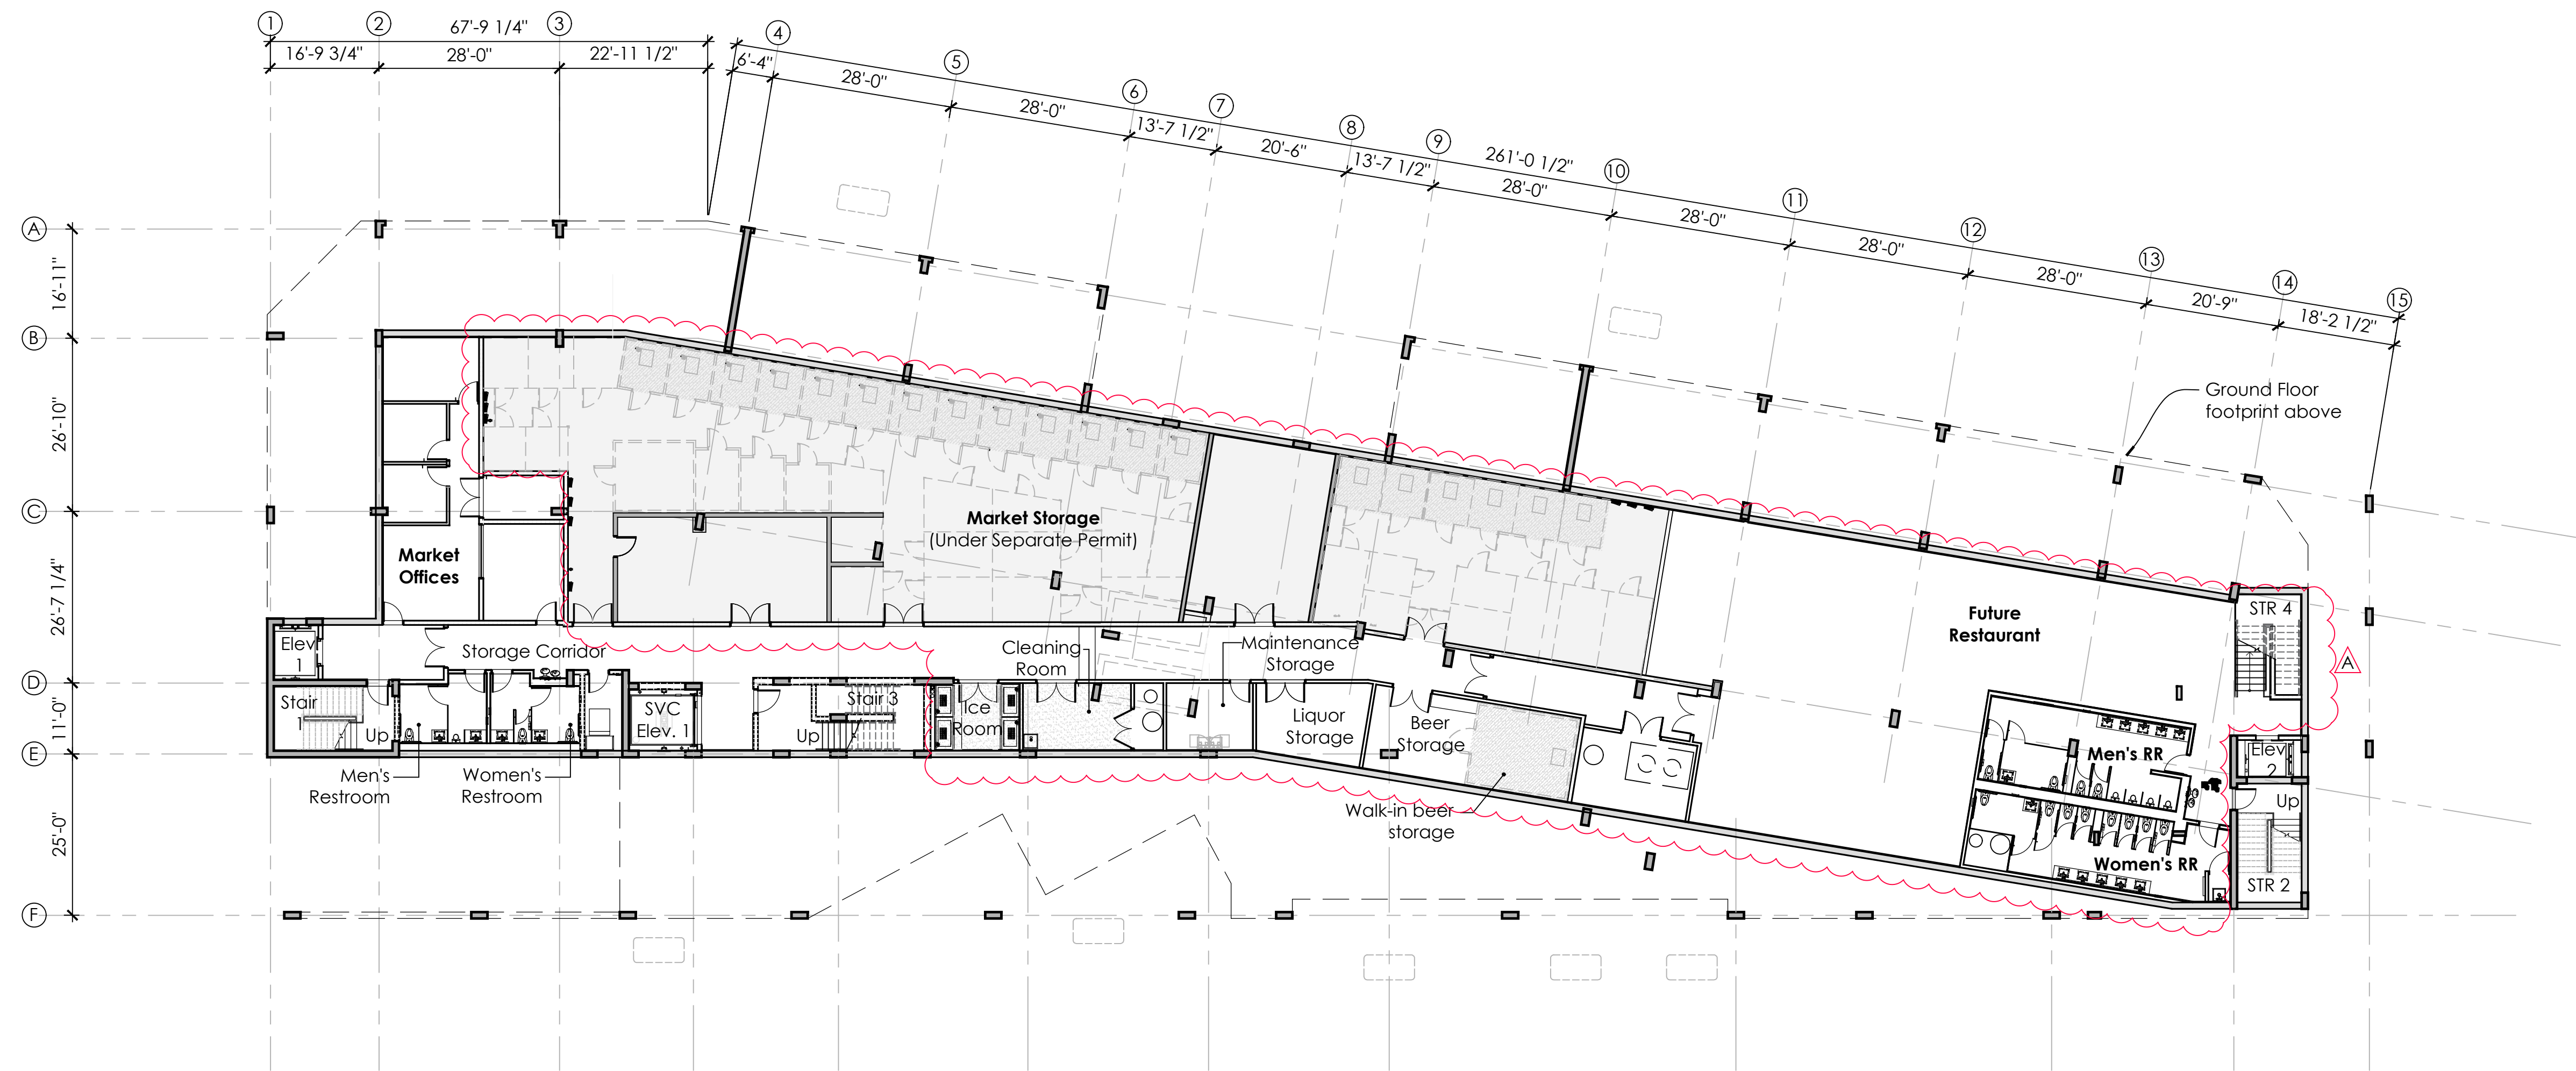 1
2
3
67'-9 1/4"
16'-9 3/4"
28'-0"
22'-11 1/2"
4
5
6
7
8
9
10
11
12
13
14
15
6'-4"
28'-0"
28'-0"
13'-7 1/2"
20'-6"
13'-7 1/2"
261'-0 1/2"
28'-0"
28'-0"
28'-0"
28'-0"
20'-9"
18'-2 1/2"
A
B
C
D
E
F
16'-11"
26'-10"
26'-7 1/4"
11'-0"
25'-0"
Ground Floor
footprint above
Market Storage
(Under Separate Permit)
Market
Offices
Future
Restaurant
STR 4
A
Elev
1
Storage Corridor
Cleaning
Room
Maintenance
Storage
Stair
1
Up
SVC
Elev. 1
Stair 3
Up
Ice
Room
Liquor
Storage
Beer
Storage
Men's RR
Elev
2
Up
Men's
Restroom
Women's
Restroom
Walk-in beer
storage
Women's RR
STR 2